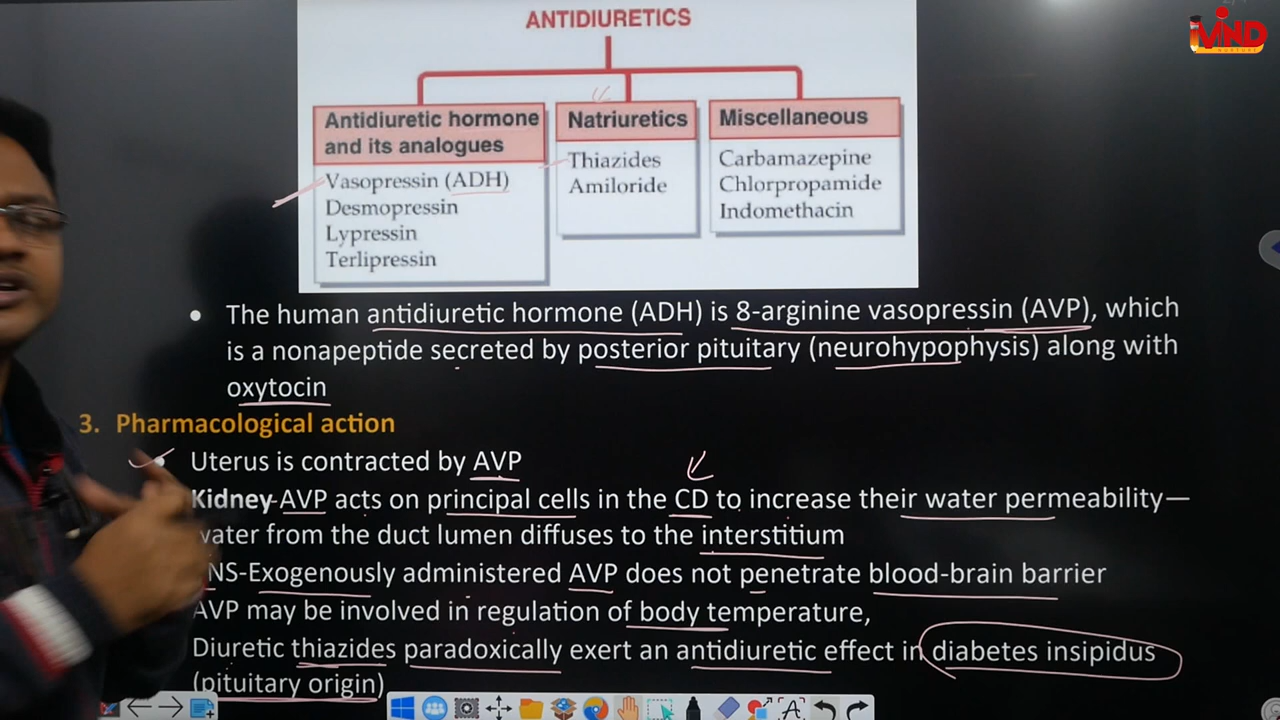 ANTIDIURETICS
Antidiuretic hormone
and its analogues
Vasopressin (ADH)
Desmopressin
Lypressin
Terlipressin
Natriuretics
Thiazides
Amiloride
Miscellaneous
Carbamazepine
Chlorpropamide
Indomethacin
• The human antidiuretic hormone (ADH) is 8-arginine vasopressin (AVP), which
is a nonapeptide secreted by posterior pituitary (neurohypophysis) along with
oxytocin
3. Pharmacological action
Uterus is contracted by AVP
Kidney-AVP acts on principal cells in the CD to increase their water permeability—
water from the duct lumen diffuses to the interstitium
NS-Exogenously administered AVP does not penetrate blood-brain barrier
AVP may be involved in regulation of body temperature,
Diuretic thiazides paradoxically exert an antidiuretic effect in diabetes insipidus
(pituitary origin)